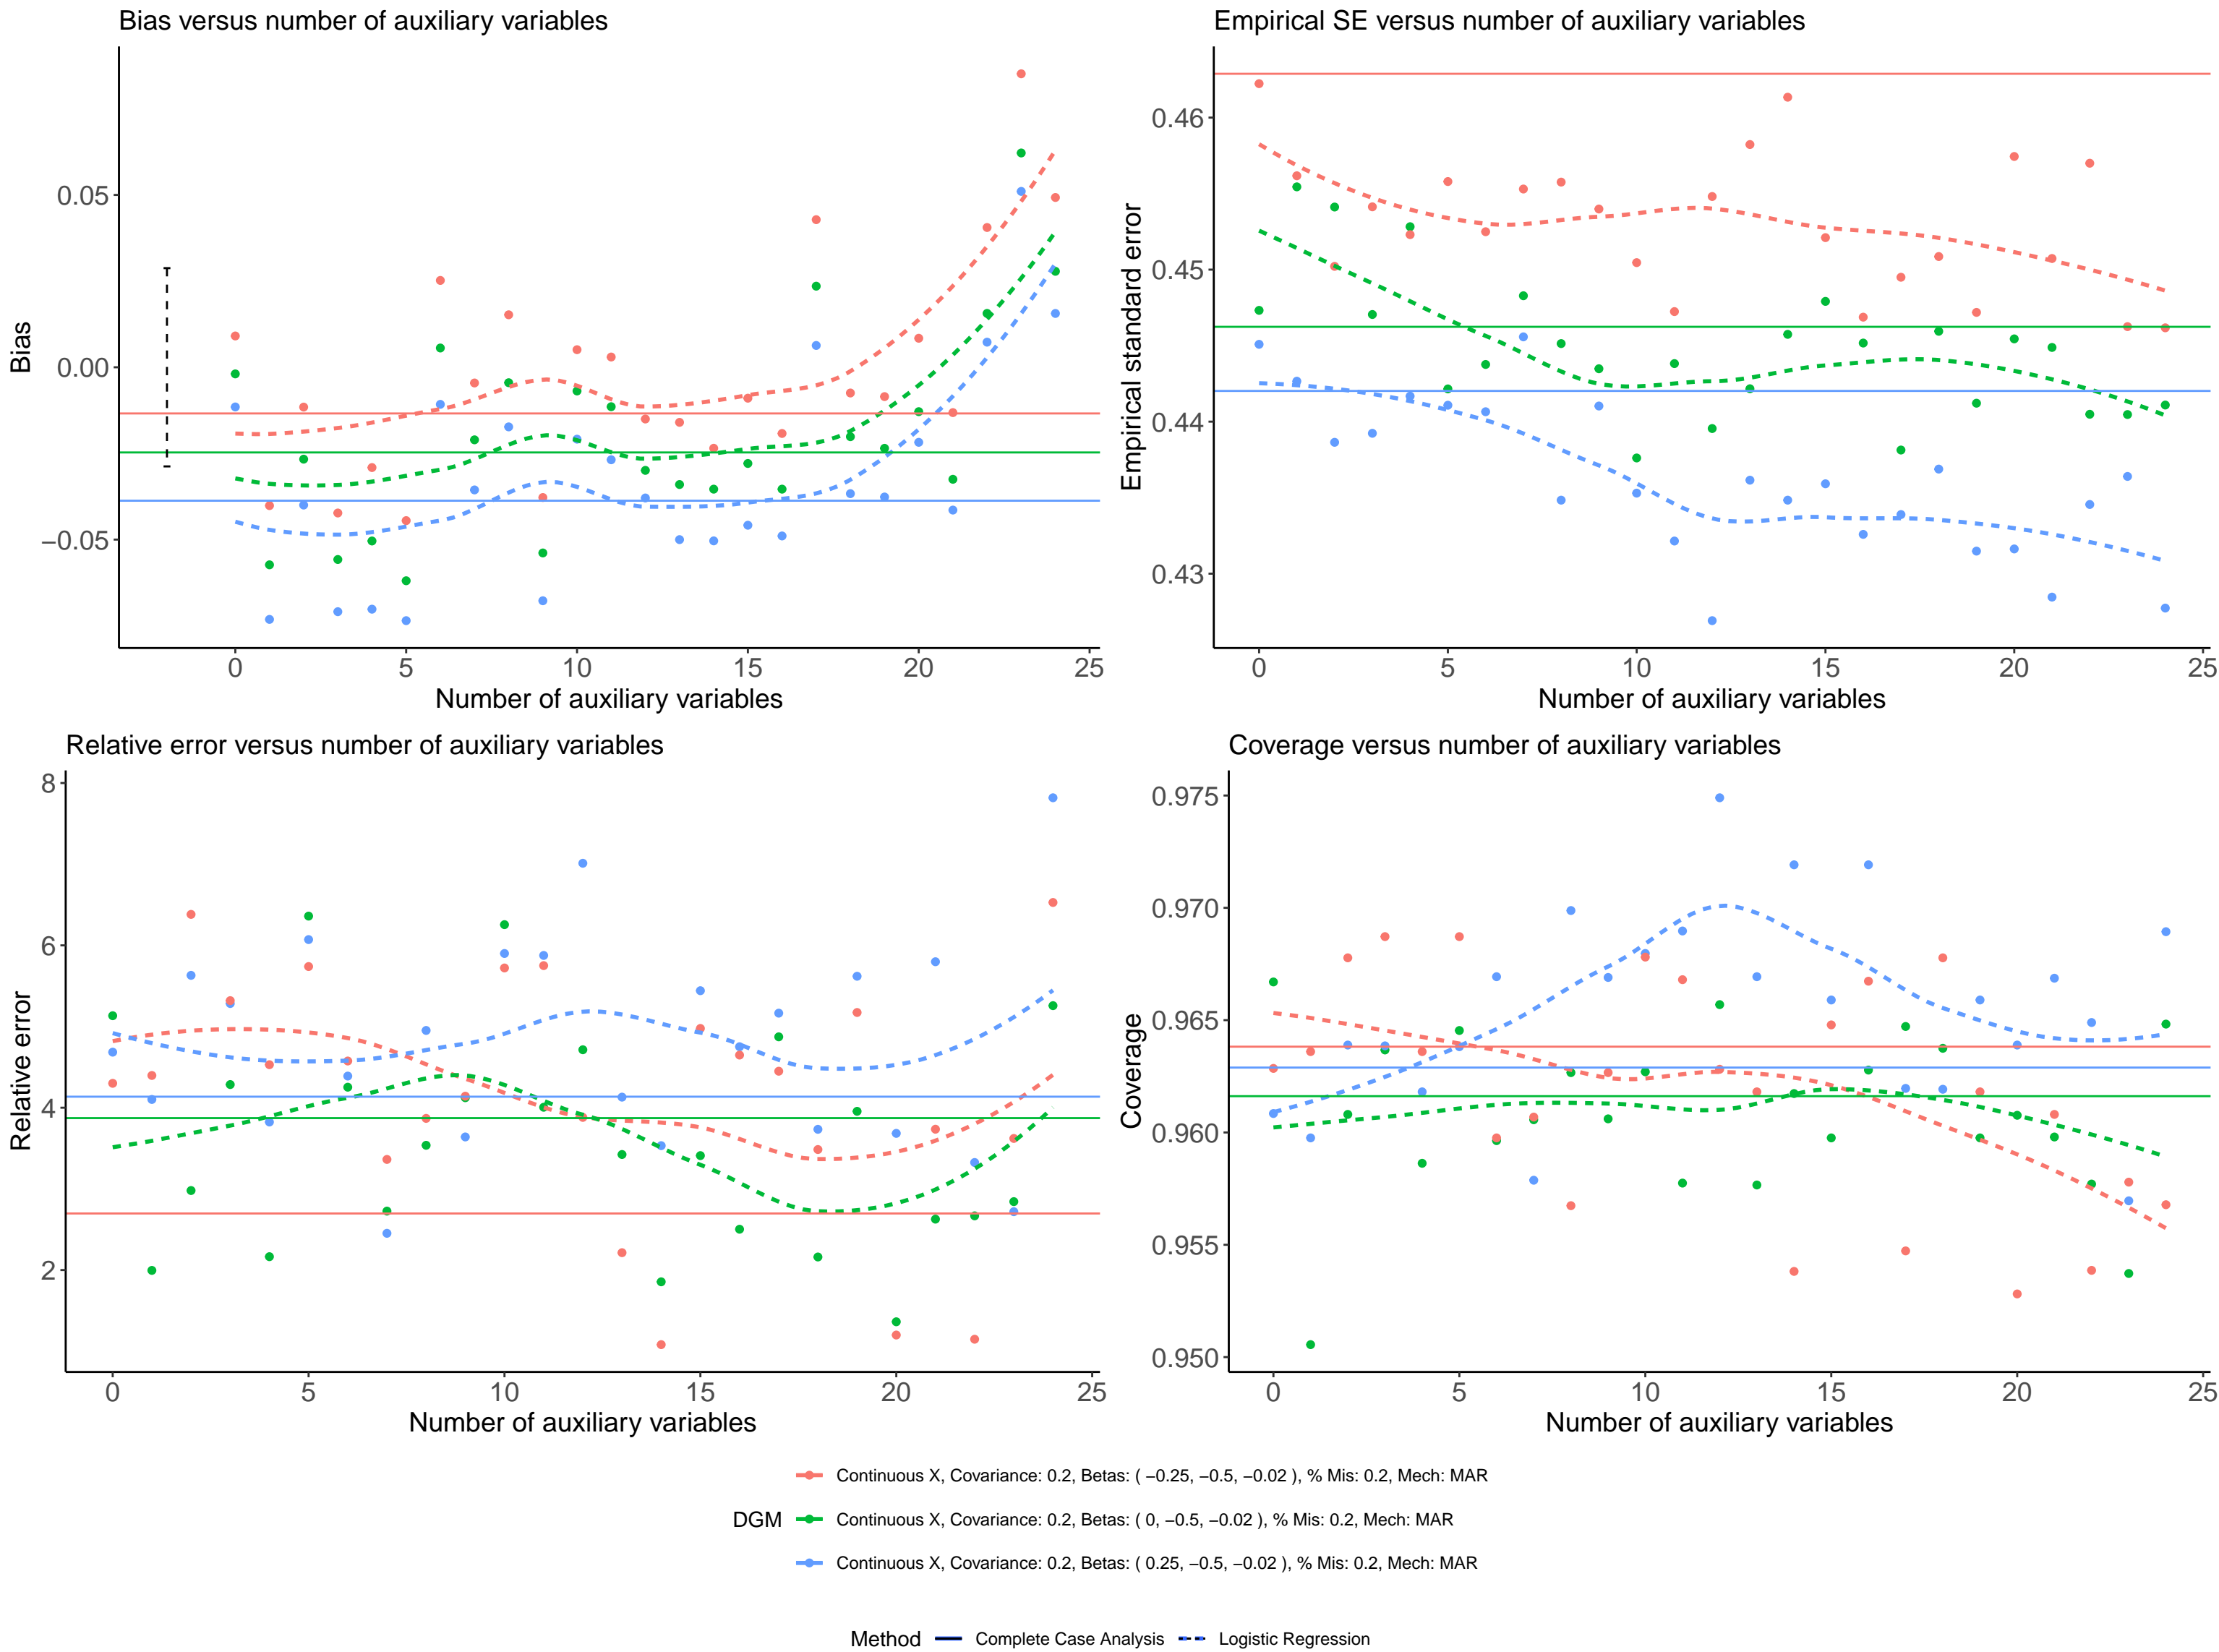 Bias versus number of auxiliary variables
Bias
0.05
0.00
−0.05
0 5 10 15 20 25
Number of auxiliary variables
Empirical SE versus number of auxiliary variables
Empirical standard error
0.46
0.45
0.44
0.43
0 5 10 15 20 25
Number of auxiliary variables
Relative error versus number of auxiliary variables
Relative error
8
6
4
2
0 5 10 15 20 25
Number of auxiliary variables
Coverage versus number of auxiliary variables
Coverage
0.975
0.970
0.965
0.960
0.955
0.950
0 5 10 15 20 25
Number of auxiliary variables
DGM
Continuous X, Covariance: 0.2, Betas: ( −0.25, −0.5, −0.02 ), % Mis: 0.2, Mech: MAR
Continuous X, Covariance: 0.2, Betas: ( 0, −0.5, −0.02 ), % Mis: 0.2, Mech: MAR
Continuous X, Covariance: 0.2, Betas: ( 0.25, −0.5, −0.02 ), % Mis: 0.2, Mech: MAR
Method Complete Case Analysis Logistic Regression